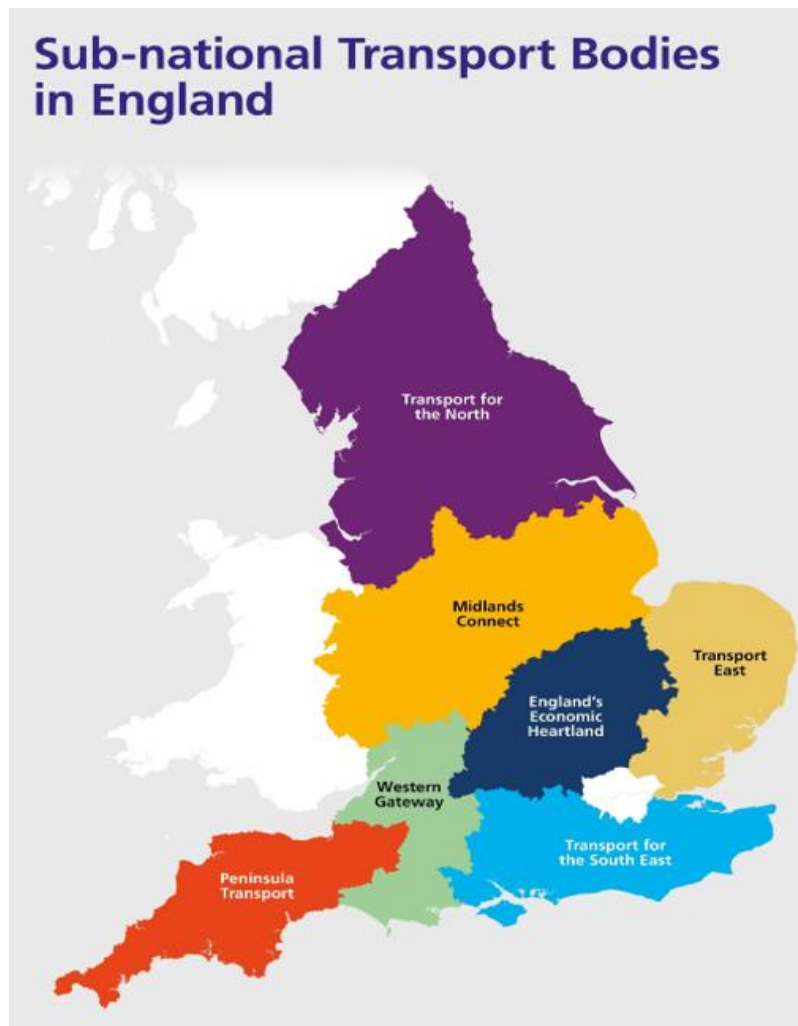 Sub-national Transport Bodies
in England
Transport for
the North
Midlands
Connect
Transport
East
England's
Economic
Heartland
Western
Gateway
Transport for
the South East
Peninsula
Transport